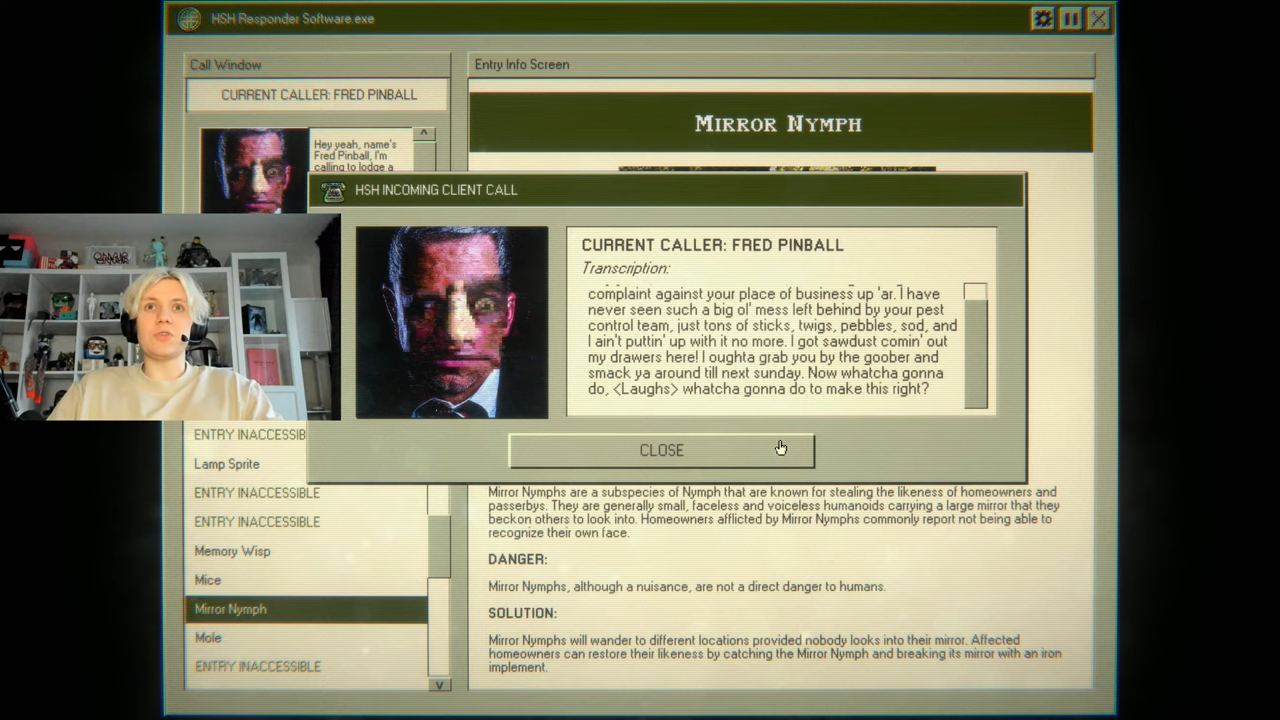 HSH Responder Software.exe
Call Window
Entry Info Screen
CURRENT CALLER: FRED PINBALL
MIRROR NYMPH
Hey yeah, name's
Fred Pinball, I'm
calling to lodge a
HSH INCOMING CLIENT CALL
CURRENT CALLER: FRED PINBALL
Transcription:
complaint against your place of business up 'ar. I have
never seen such a big ol' mess left behind by your pest
control team, just tons of sticks, twigs, pebbles, sod, and
I ain't puttin' up with it no more. I got sawdust comin' out
my drawers here! I oughta grab you by the goober and
smack ya around till next sunday. Now whatcha gonna
do, <Laughs> whatcha gonna do to make this right?
CLOSE
ENTRY INACCESSIB
Lamp Sprite
ENTRY INACCESSIBLE
ENTRY INACCESSIBLE
Memory Wisp
Mice
Mirror Nymph
Mole
ENTRY INACCESSIBLE
Mirror Nymphs are a subspecies of Nymph that are known for stealing the likeness of homeowners and
passerbys. They are generally small, faceless and voiceless humanoids carrying a large mirror that they
beckon others to look into. Homeowners afflicted by Mirror Nymphs commonly report not being able to
recognize their own face.
DANGER:
Mirror Nymphs, although a nuisance, are not a direct danger to humans.
SOLUTION:
Mirror Nymphs will wander to different locations provided nobody looks into their mirror. Affected
homeowners can restore their likeness by catching the Mirror Nymph and breaking its mirror with an iron
implement.